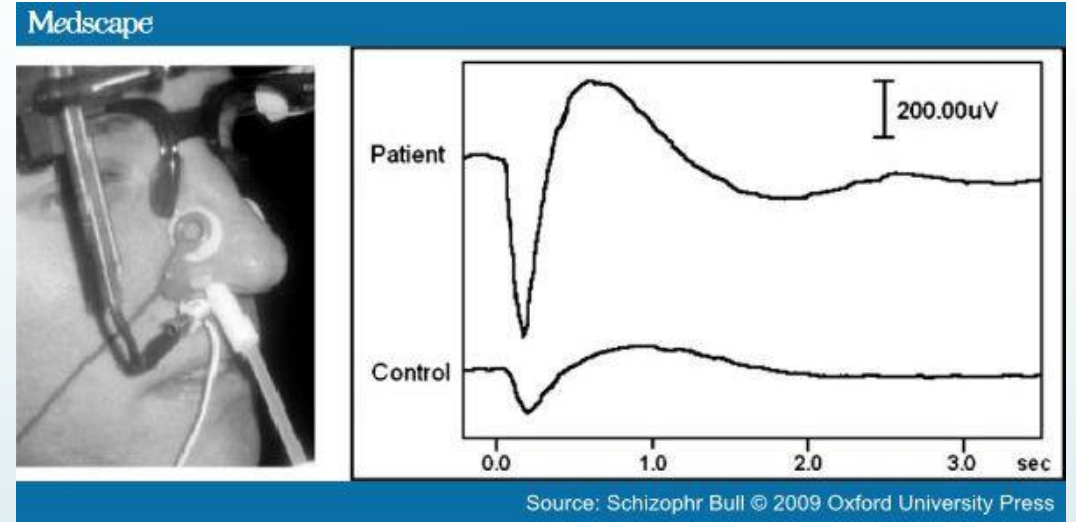 Medscape
200.00uV
Patient
Control
0.0 1.0 2.0 3.0 sec
Source: Schizophr Bull © 2009 Oxford University Press